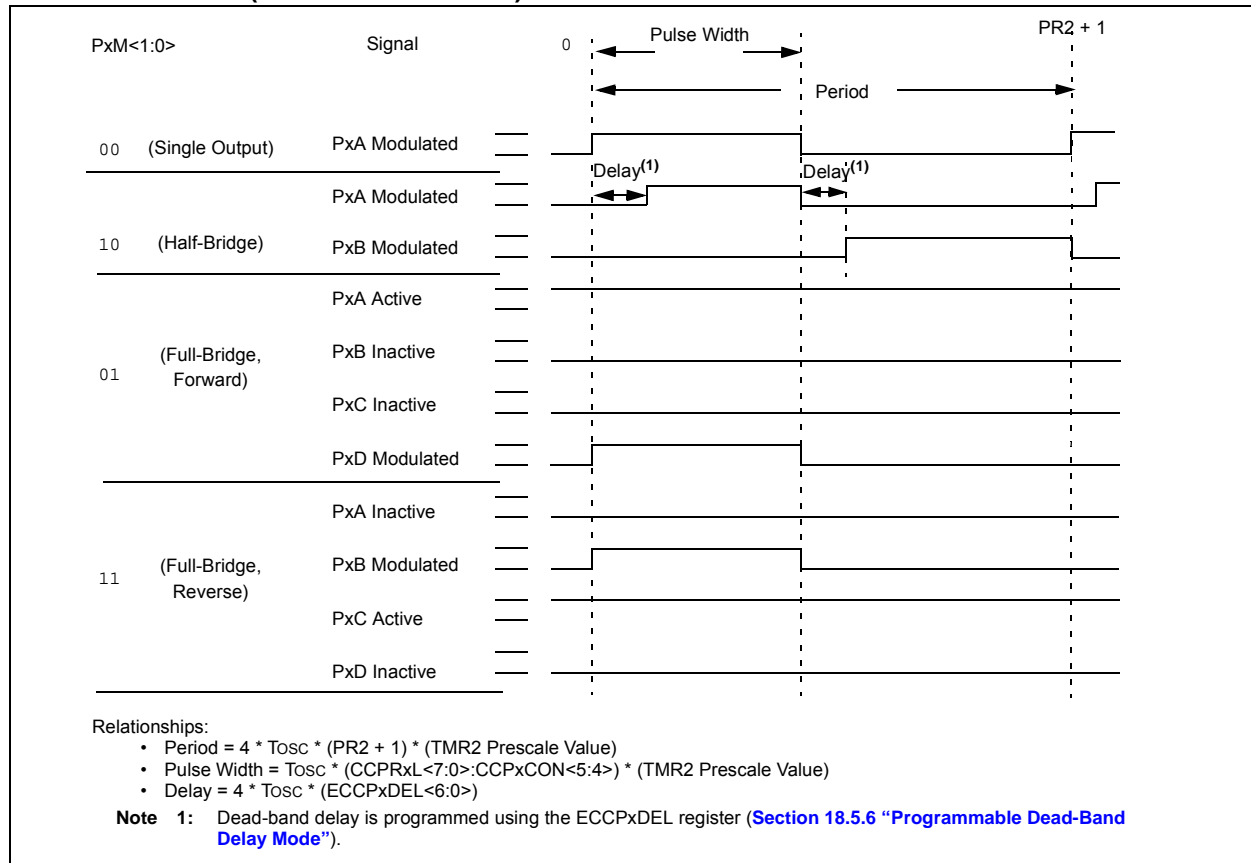 PxM<1:0> Signal 0 Pulse Width PR2 + 1
Period
00 (Single Output) PxA Modulated
Delay(1) Delay(1)
PxA Modulated
10 (Half-Bridge) PxB Modulated
PxA Active
01 (Full-Bridge, Forward) PxB Inactive
PxC Inactive
PxD Modulated
PxA Inactive
11 (Full-Bridge, Reverse) PxB Modulated
PxC Active
PxD Inactive
Relationships:
• Period = 4 * TOSC * (PR2 + 1) * (TMR2 Prescale Value)
• Pulse Width = TOSC * (CCPRxL<7:0>:CCPxCON<5:4>) * (TMR2 Prescale Value)
• Delay = 4 * TOSC * (ECCPxDEL<6:0>)
Note 1: Dead-band delay is programmed using the ECCPxDEL register (Section 18.5.6 “Programmable Dead-Band
Delay Mode”).